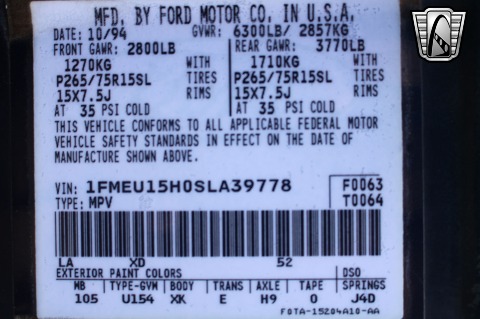 MFD. BY FORD MOTOR CO. IN U.S.A.
DATE: 10/94 GVWR: 6300LB/ 2857KG
FRONT GAWR: 2800LB REAR GAWR: 3770LB
1270KG WITH 1710KG WITH
P265/75R15SL TIRES P265/75R15SL TIRES
15X7.5J RIMS 15X7.5J RIMS
AT 35 PSI COLD AT 35 PSI COLD
THIS VEHICLE CONFORMS TO ALL APPLICABLE FEDERAL MOTOR
VEHICLE SAFETY STANDARDS IN EFFECT ON THE DATE OF
MANUFACTURE SHOWN ABOVE.
VIN: 1FMEU15H0SLA39778 F0063
TYPE: MPV T0064
LA XD 52
EXTERIOR PAINT COLORS DSO
MB TYPE-GVM BODY TRANS AXLE TAPE SPRINGS
105 U154 XK E H9 0 J4D
F0TA-15204A10-AA